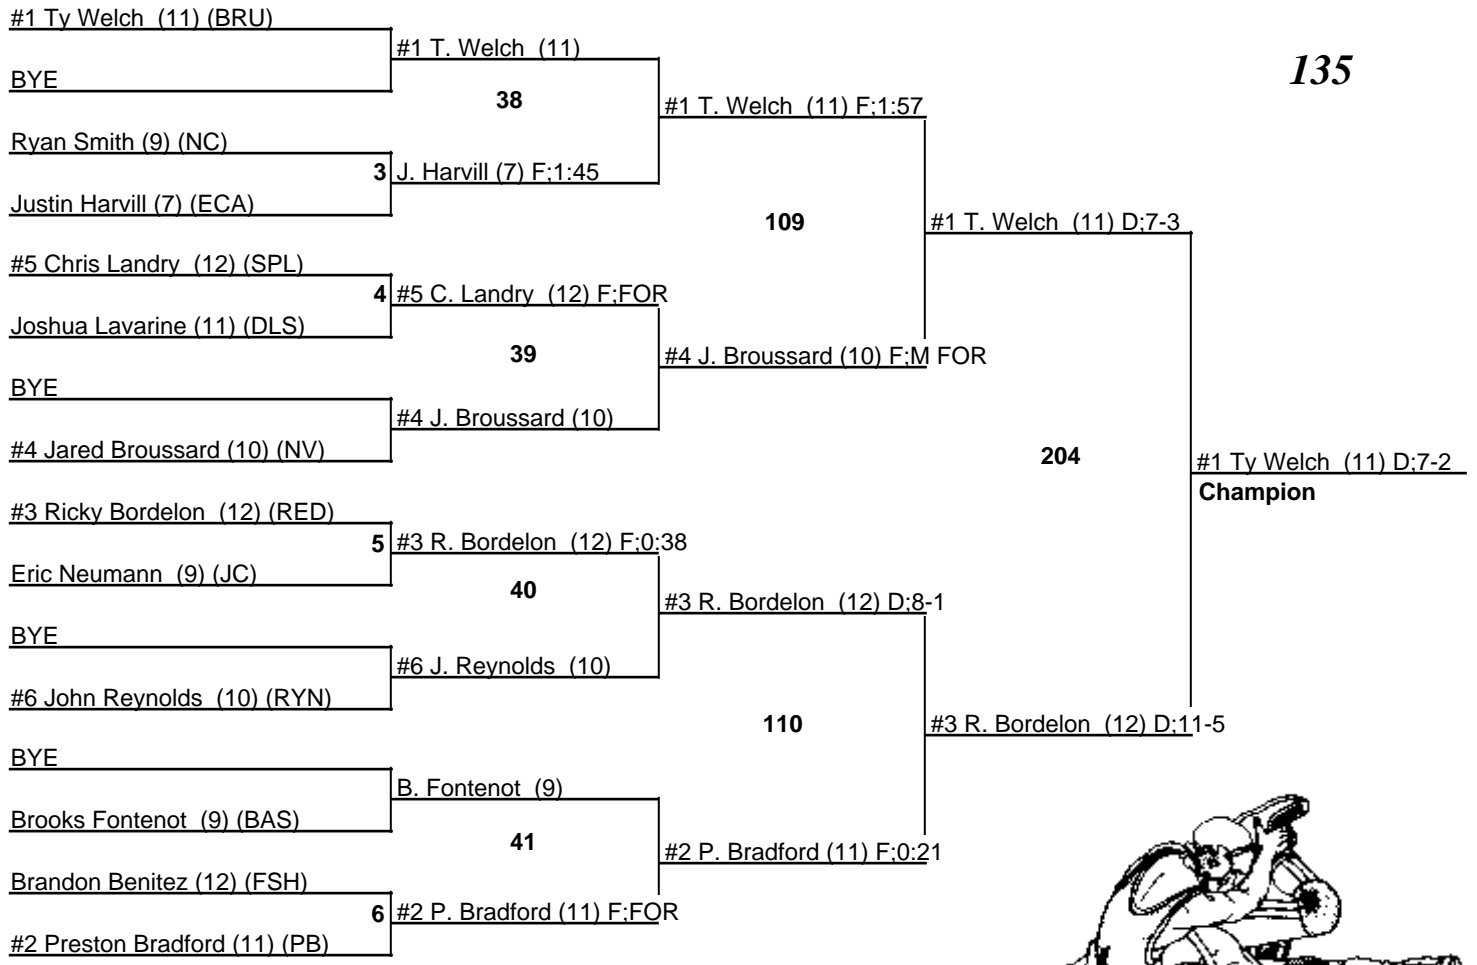 #1 Ty Welch (11) (BRU)
#1 T. Welch (11)
135
BYE
38
#1 T. Welch (11) F;1:57
Ryan Smith (9) (NC)
3 J. Harvill (7) F;1:45
Justin Harvill (7) (ECA)
109
#1 T. Welch (11) D;7-3
#5 Chris Landry (12) (SPL)
4 #5 C. Landry (12) F;FOR
Joshua Lavarine (11) (DLS)
39
#4 J. Broussard (10) F;M FOR
BYE
#4 J. Broussard (10)
#4 Jared Broussard (10) (NV)
204
#1 Ty Welch (11) D;7-2
Champion
#3 Ricky Bordelon (12) (RED)
5 #3 R. Bordelon (12) F;0:38
Eric Neumann (9) (JC)
40
#3 R. Bordelon (12) D;8-1
BYE
#6 J. Reynolds (10)
#6 John Reynolds (10) (RYN)
110
#3 R. Bordelon (12) D;11-5
BYE
B. Fontenot (9)
Brooks Fontenot (9) (BAS)
41
#2 P. Bradford (11) F;0:21
Brandon Benitez (12) (FSH)
6 #2 P. Bradford (11) F;FOR
#2 Preston Bradford (11) (PB)